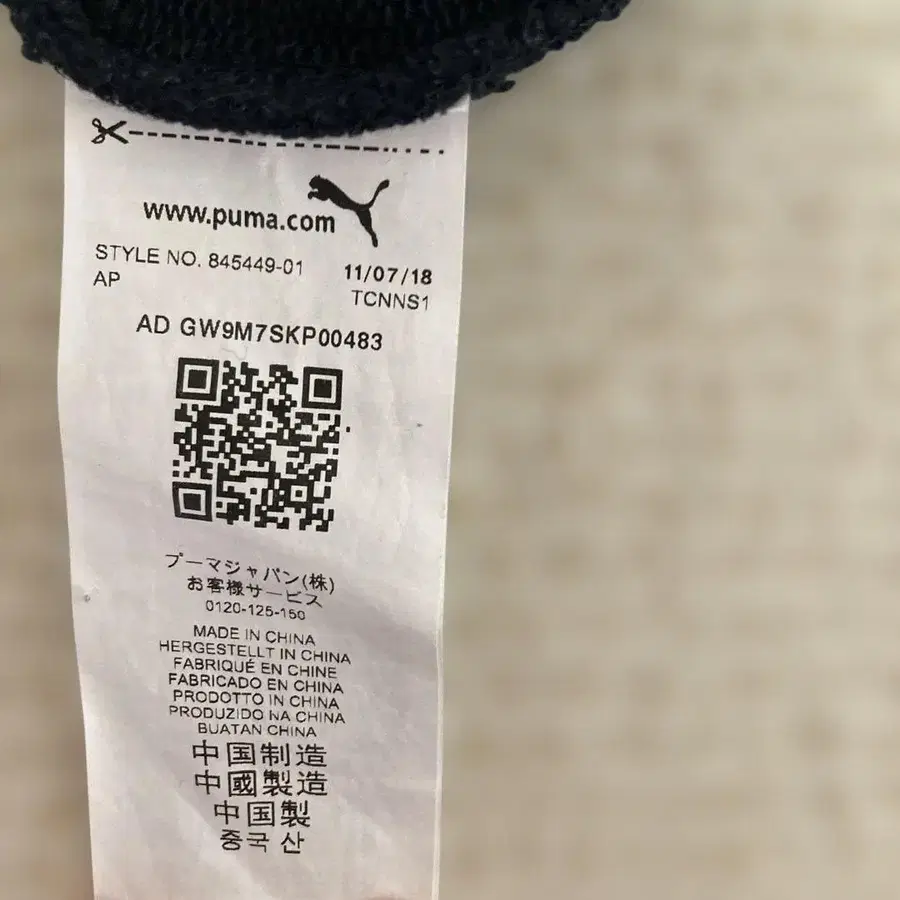 www.puma.com
STYLE NO. 845449-01 11/07/18
AP TCNNS1
AD GW9M7SKP00483
プーマジャパン(株)
お客様サービス
0120-125-150
MADE IN CHINA
HERGESTELLT IN CHINA
FABRIQUÉ EN CHINE
FABRICADO EN CHINA
PRODOTTO IN CHINA
PRODUZIDO NA CHINA
BUATAN CHINA
中国制造
中國製造
中国製
중국 산